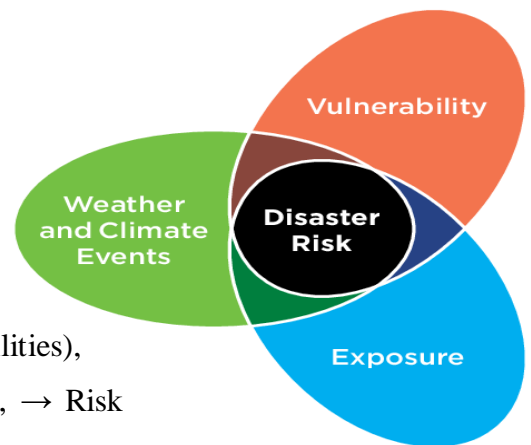 Vulnerability
Weather
and Climate
Events
Disaster
Risk
Exposure
lities),
, → Risk